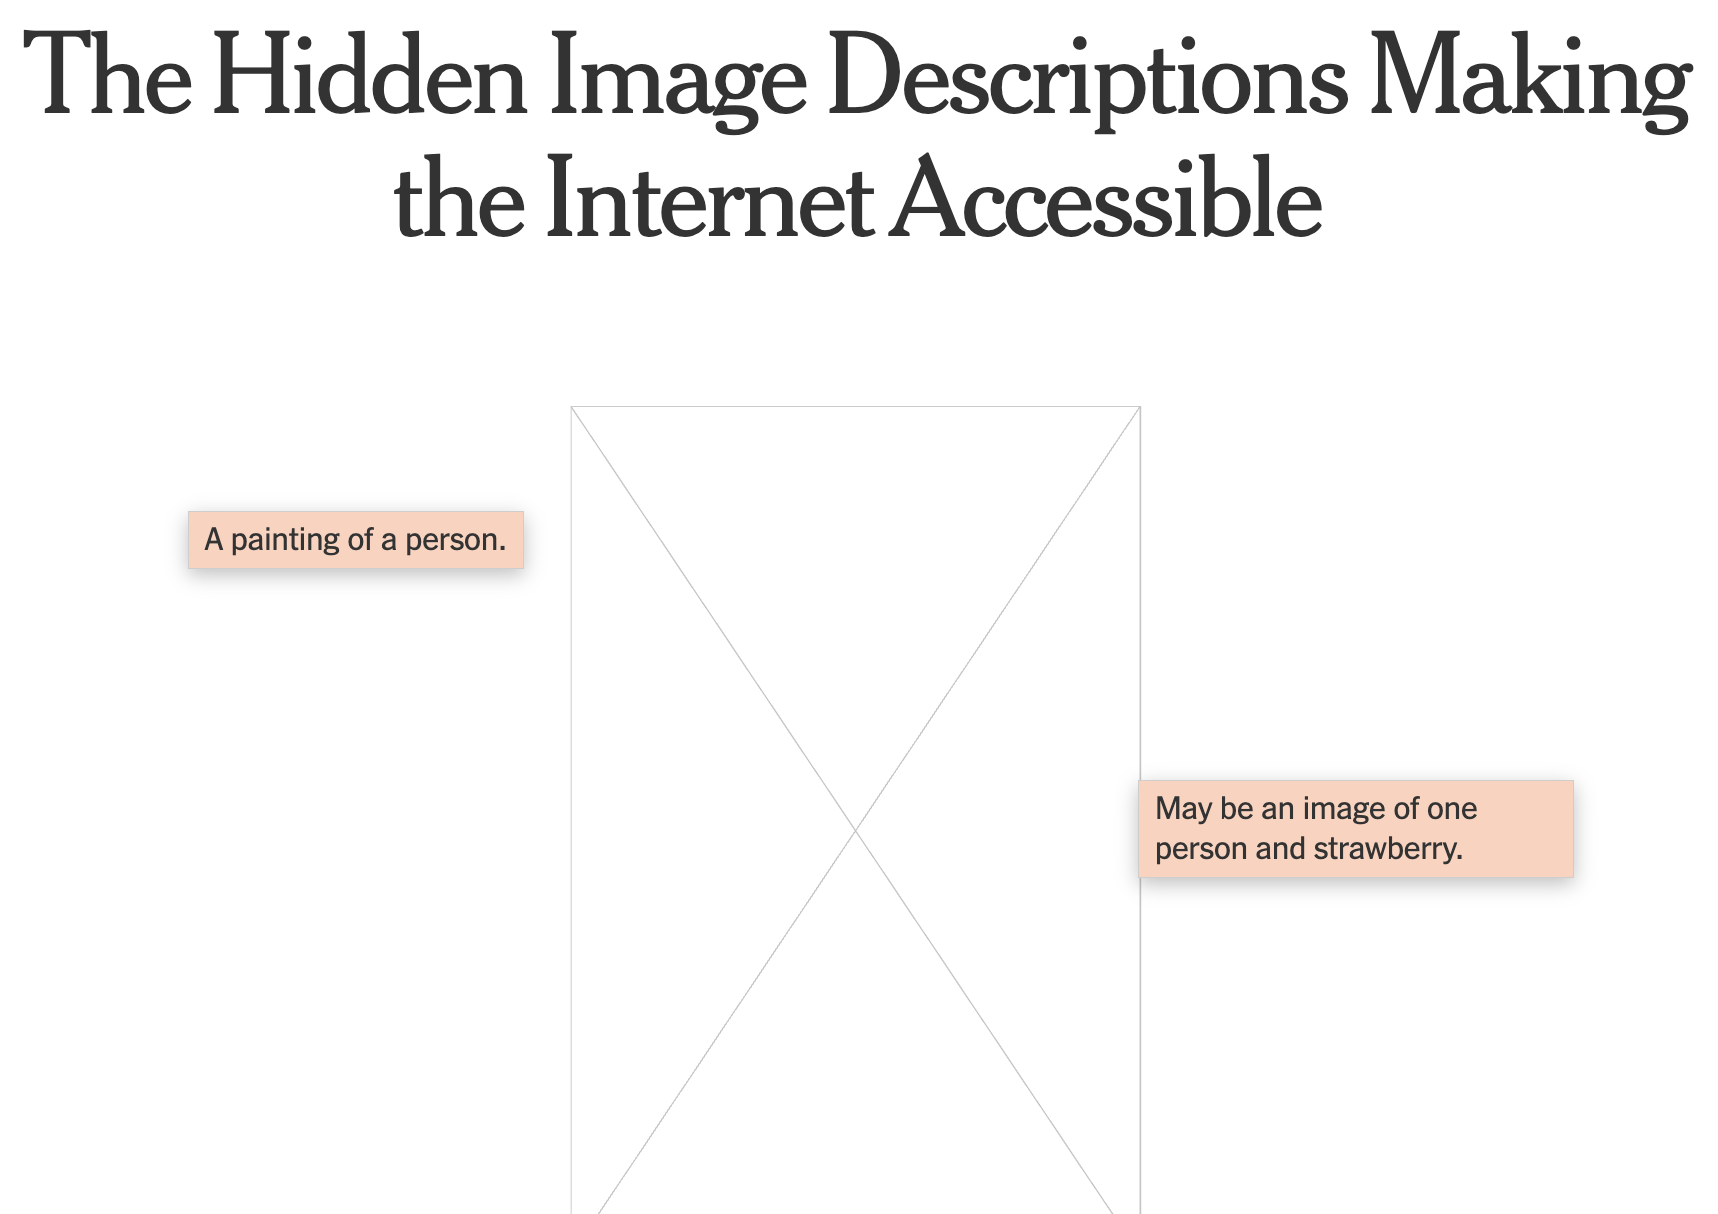 The Hidden Image Descriptions Making
the Internet Accessible
A painting of a person.
May be an image of one
person and strawberry.